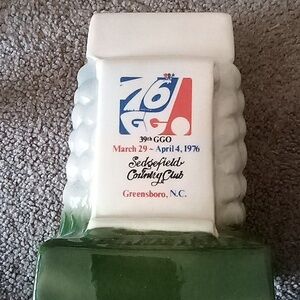 76
GGO!
39th GGO
March 29 ~ April 4, 1976
Sedgefield
Country Club
Greensboro, N.C.